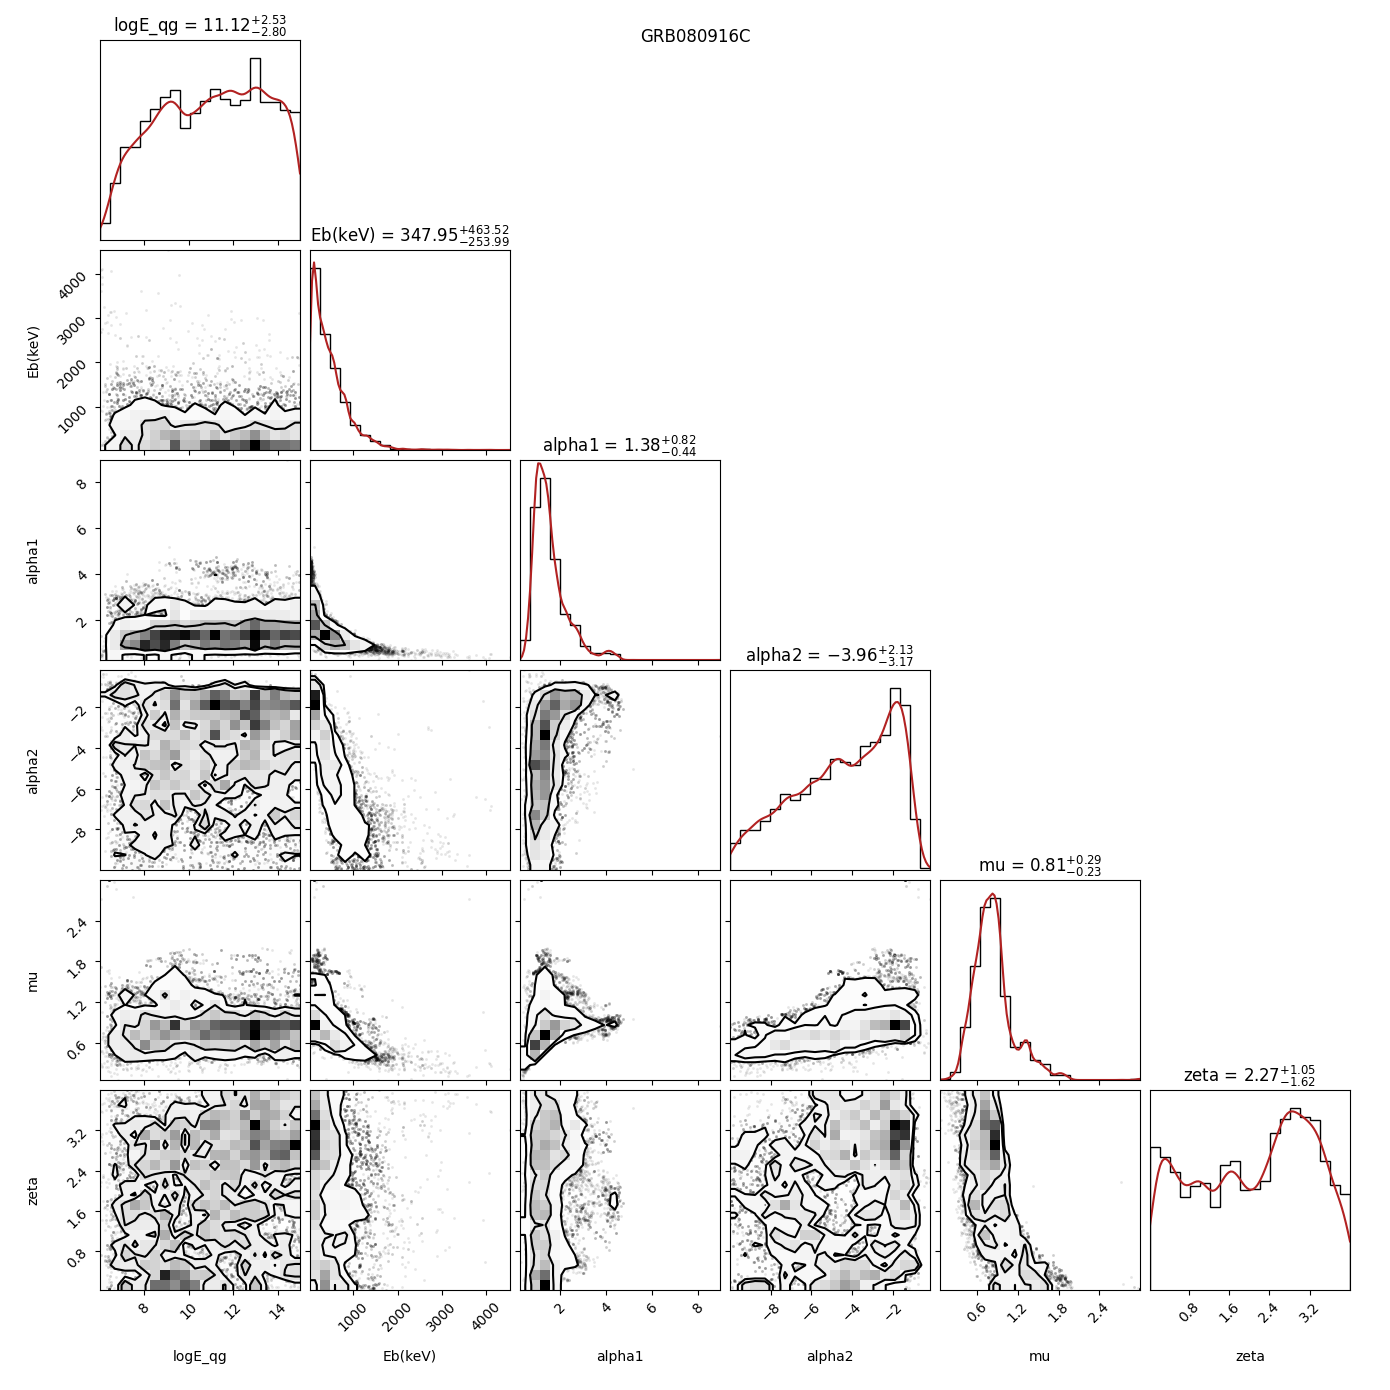 GRB080916C
logE_qg = 11.12+2.53−2.80
Eb(keV) = 347.95+463.52−253.99
4000
3000
2000
1000
Eb(keV)
alpha1 = 1.38+0.82−0.44
8
6
4
2
alpha1
alpha2 = −3.96+2.13−3.17
−2
−4
−6
−8
alpha2
mu = 0.81+0.29−0.23
2.4
1.8
1.2
0.6
mu
zeta = 2.27+1.05−1.62
3.2
2.4
1.6
0.8
zeta
8 10 12 14
1000 2000 3000 4000
2 4 6 8
−8 −6 −4 −2
0.6 1.2 1.8 2.4
0.8 1.6 2.4 3.2
logE_qg Eb(keV) alpha1 alpha2 mu zeta